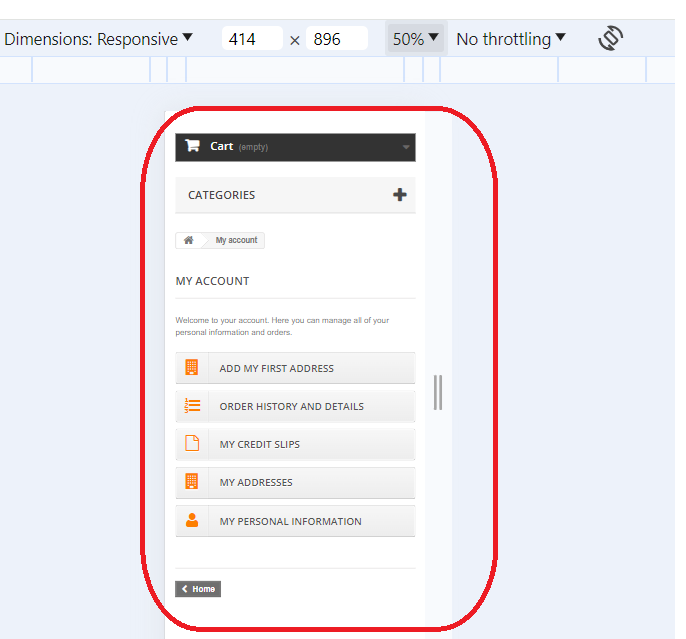 Dimensions: Responsive 414 × 896 50% No throttling
Cart (empty)
CATEGORIES
My account
MY ACCOUNT
Welcome to your account. Here you can manage all of your
personal information and orders.
ADD MY FIRST ADDRESS
ORDER HISTORY AND DETAILS
MY CREDIT SLIPS
MY ADDRESSES
MY PERSONAL INFORMATION
Home